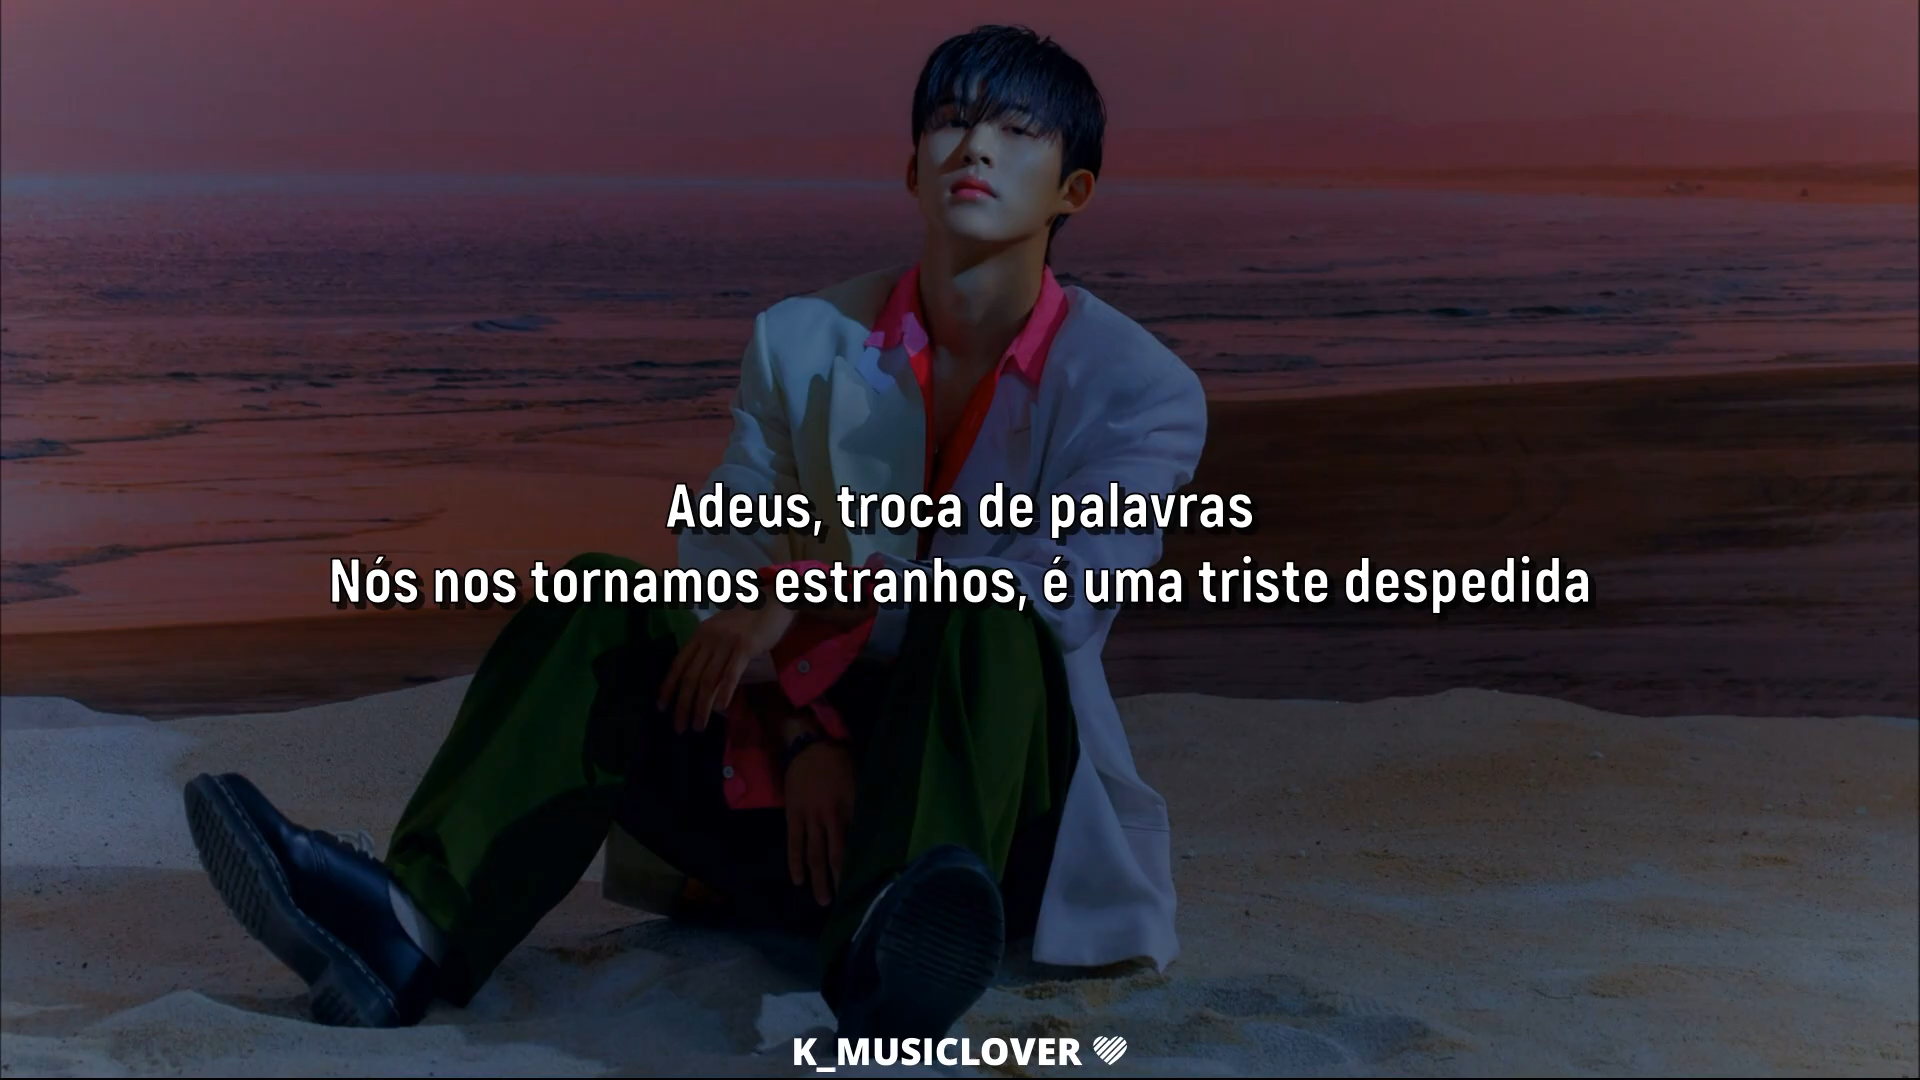 Adeus, troca de palavras
Nós nos tornamos estranhos, é uma triste despedida
K_MUSICLOVER